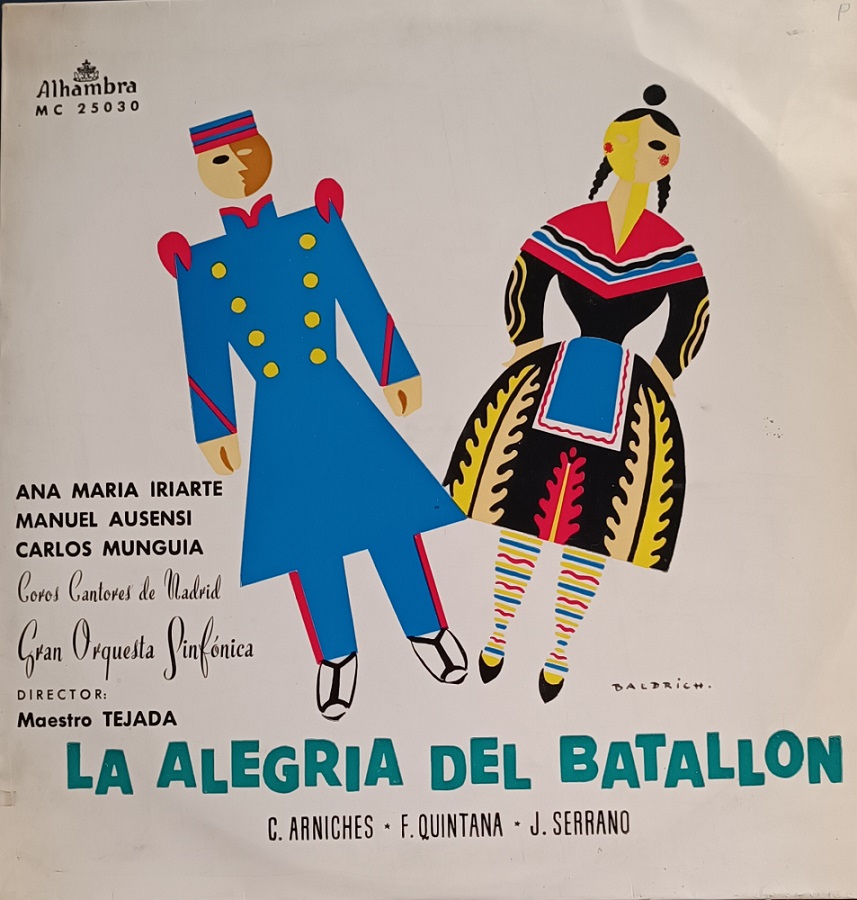 P
Alhambra
MC 25030
ANA MARIA IRIARTE
MANUEL AUSENSI
CARLOS MUNGUIA
Coros Cantores de Madrid
Gran Orquesta Sinfónica
DIRECTOR:
Maestro TEJADA
BALDRICH.
LA ALEGRIA DEL BATALLON
C. ARNICHES * F. QUINTANA * J. SERRANO